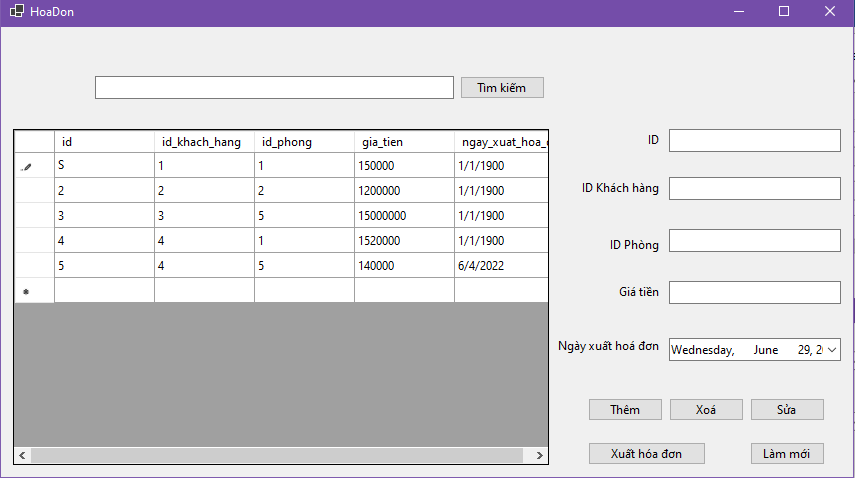 HoaDon
Tìm kiếm
id id_khach_hang id_phong gia_tien ngay_xuat_hoa_
S 1 1 150000 1/1/1900
2 2 2 1200000 1/1/1900
3 3 5 15000000 1/1/1900
4 4 1 1520000 1/1/1900
5 4 5 140000 6/4/2022
ID
ID Khách hàng
ID Phòng
Giá tiền
Ngày xuất hoá đơn Wednesday, June 29, 2
Thêm Xoá Sửa
Xuất hóa đơn Làm mới